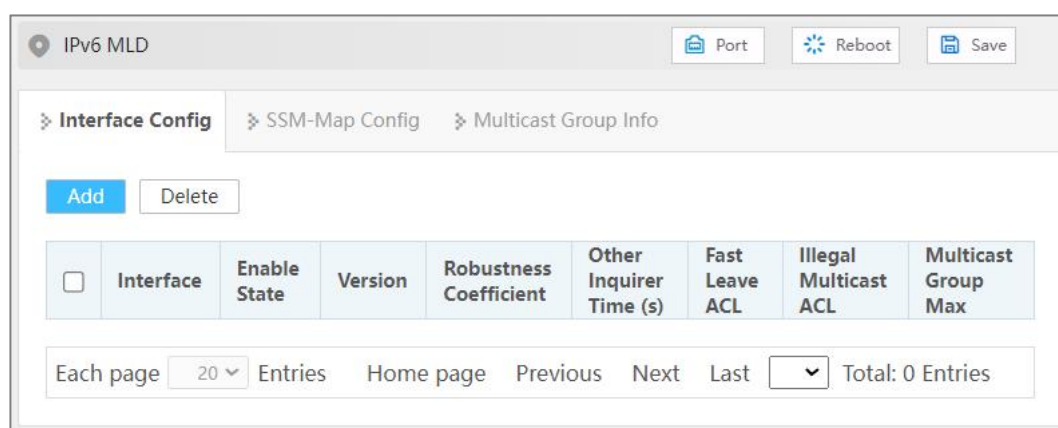 IPv6 MLD Port Reboot Save
Interface Config SSM-Map Config Multicast Group Info
Add Delete
Interface Enable State Version Robustness Coefficient Other Inquirer Time (s) Fast Leave ACL Illegal Multicast ACL Multicast Group Max
Each page 20 Entries Home page Previous Next Last Total: 0 Entries